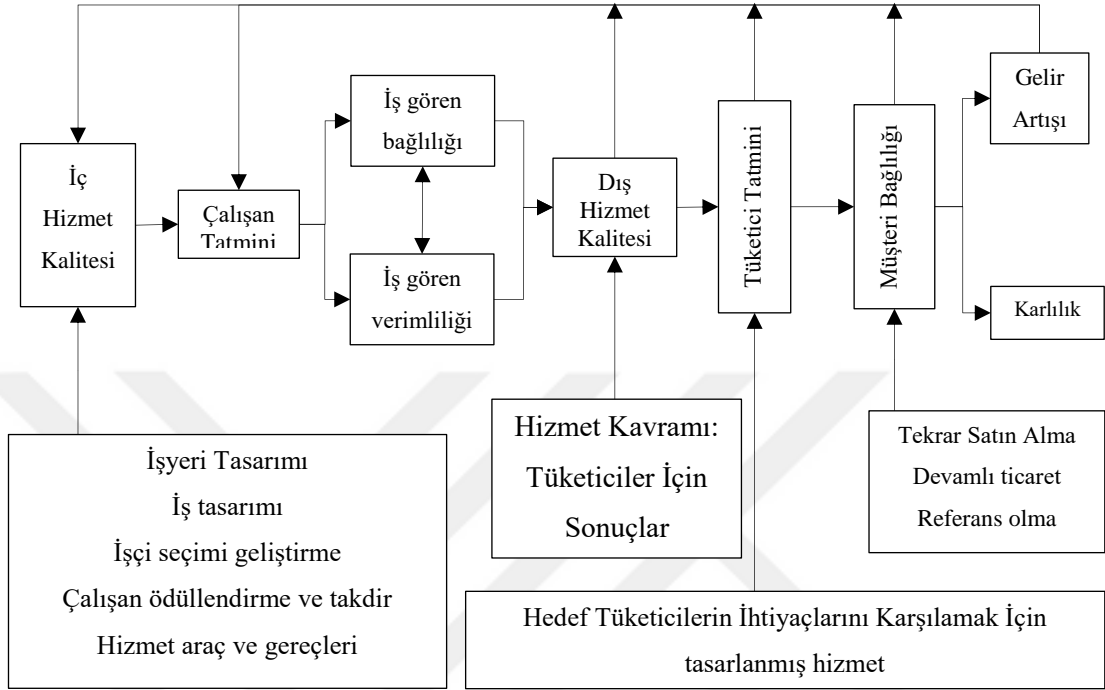 İç
Hizmet
Kalitesi
Çalışan
Tatmini
İş gören
bağlılığı
İş gören
verimliliği
Dış
Hizmet
Kalitesi
Tüketici Tatmini
Müşteri Bağlılığı
Gelir
Artışı
Karlılık
İşyeri Tasarımı
İş tasarımı
İşçi seçimi geliştirme
Çalışan ödüllendirme ve takdir
Hizmet araç ve gereçleri
Hizmet Kavramı:
Tüketiciler İçin
Sonuçlar
Tekrar Satın Alma
Devamlı ticaret
Referans olma
Hedef Tüketicilerin İhtiyaçlarını Karşılamak İçin
tasarlanmış hizmet